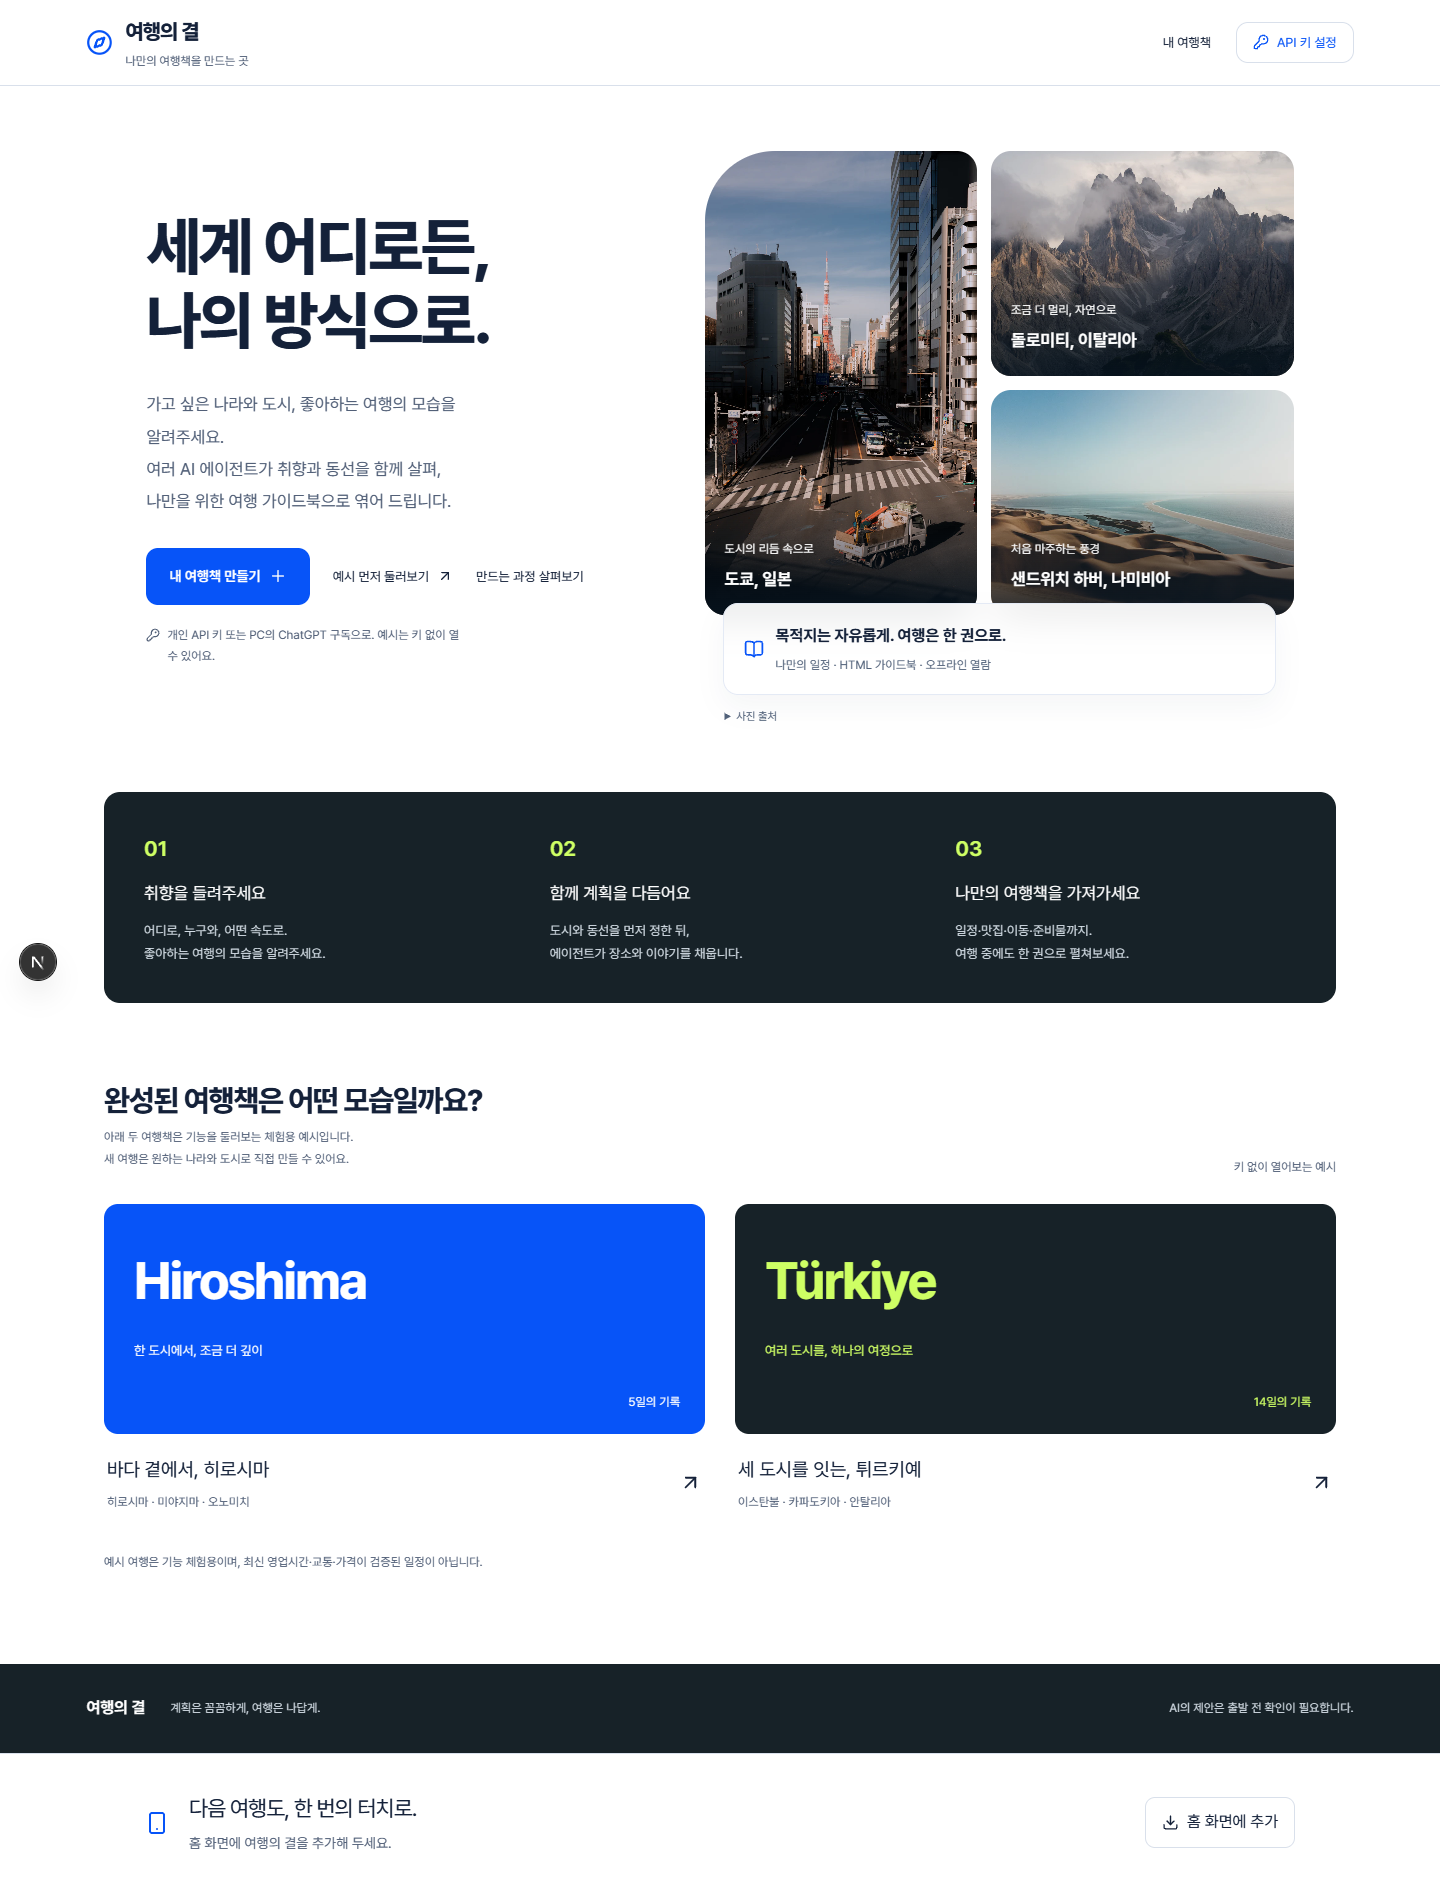 여행의 결
나만의 여행책을 만드는 곳
내 여행책
API 키 설정
세계 어디로든,
나의 방식으로.
가고 싶은 나라와 도시, 좋아하는 여행의 모습을
알려주세요.
여러 AI 에이전트가 취향과 동선을 함께 살펴,
나만을 위한 여행 가이드북으로 엮어 드립니다.
내 여행책 만들기
예시 먼저 둘러보기
만드는 과정 살펴보기
개인 API 키 또는 PC의 ChatGPT 구독으로. 예시는 키 없이 열
수 있어요.
도시의 리듬 속으로
도쿄, 일본
조금 더 멀리, 자연으로
돌로미티, 이탈리아
처음 마주하는 풍경
샌드위치 하버, 나미비아
목적지는 자유롭게. 여행은 한 권으로.
나만의 일정 · HTML 가이드북 · 오프라인 열람
▶ 사진 출처
01
취향을 들려주세요
어디로, 누구와, 어떤 속도로.
좋아하는 여행의 모습을 알려주세요.
02
함께 계획을 다듬어요
도시와 동선을 먼저 정한 뒤,
에이전트가 장소와 이야기를 채웁니다.
03
나만의 여행책을 가져가세요
일정·맛집·이동·준비물까지.
여행 중에도 한 권으로 펼쳐보세요.
N
완성된 여행책은 어떤 모습일까요?
아래 두 여행책은 기능을 둘러보는 체험용 예시입니다.
새 여행은 원하는 나라와 도시로 직접 만들 수 있어요.
키 없이 열어보는 예시
Hiroshima
한 도시에서, 조금 더 깊이
5일의 기록
바다 곁에서, 히로시마
히로시마 · 미야지마 · 오노미치
Türkiye
여러 도시를, 하나의 여정으로
14일의 기록
세 도시를 잇는, 튀르키예
이스탄불 · 카파도키아 · 안탈리아
예시 여행은 기능 체험용이며, 최신 영업시간·교통·가격이 검증된 일정이 아닙니다.
여행의 결
계획은 꼼꼼하게, 여행은 나답게.
AI의 제안은 출발 전 확인이 필요합니다.
다음 여행도, 한 번의 터치로.
홈 화면에 여행의 결을 추가해 두세요.
홈 화면에 추가